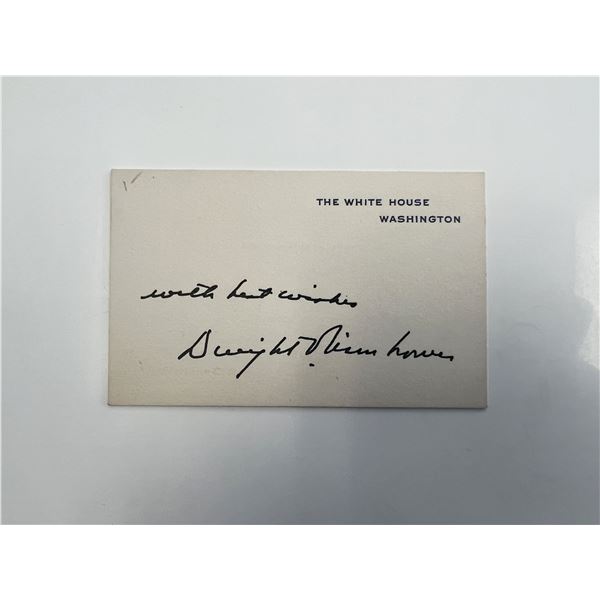 THE WHITE HOUSE
WASHINGTON
with best wishes
Dwight D Eisenhower